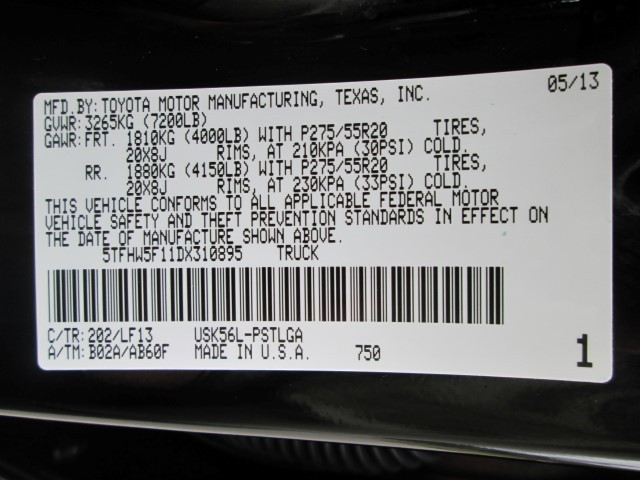 05/13
MFD.BY: TOYOTA MOTOR MANUFACTURING, TEXAS, INC.
GVWR: 3265KG (7200LB)
GAWR: FRT. 1810KG (4000LB) WITH P275/55R20 TIRES,
20X8J RIMS, AT 210KPA (30PSI) COLD.
RR. 1880KG (4150LB) WITH P275/55R20 TIRES,
20X8J RIMS, AT 230KPA (33PSI) COLD.
THIS VEHICLE CONFORMS TO ALL APPLICABLE FEDERAL MOTOR
VEHICLE SAFETY AND THEFT PREVENTION STANDARDS IN EFFECT ON
THE DATE OF MANUFACTURE SHOWN ABOVE.
5TFHW5F11DX310895 TRUCK
C/TR: 202/LF13 USK56L-PSTLGA
A/TM: B02A/AB60F MADE IN U.S.A. 750 1